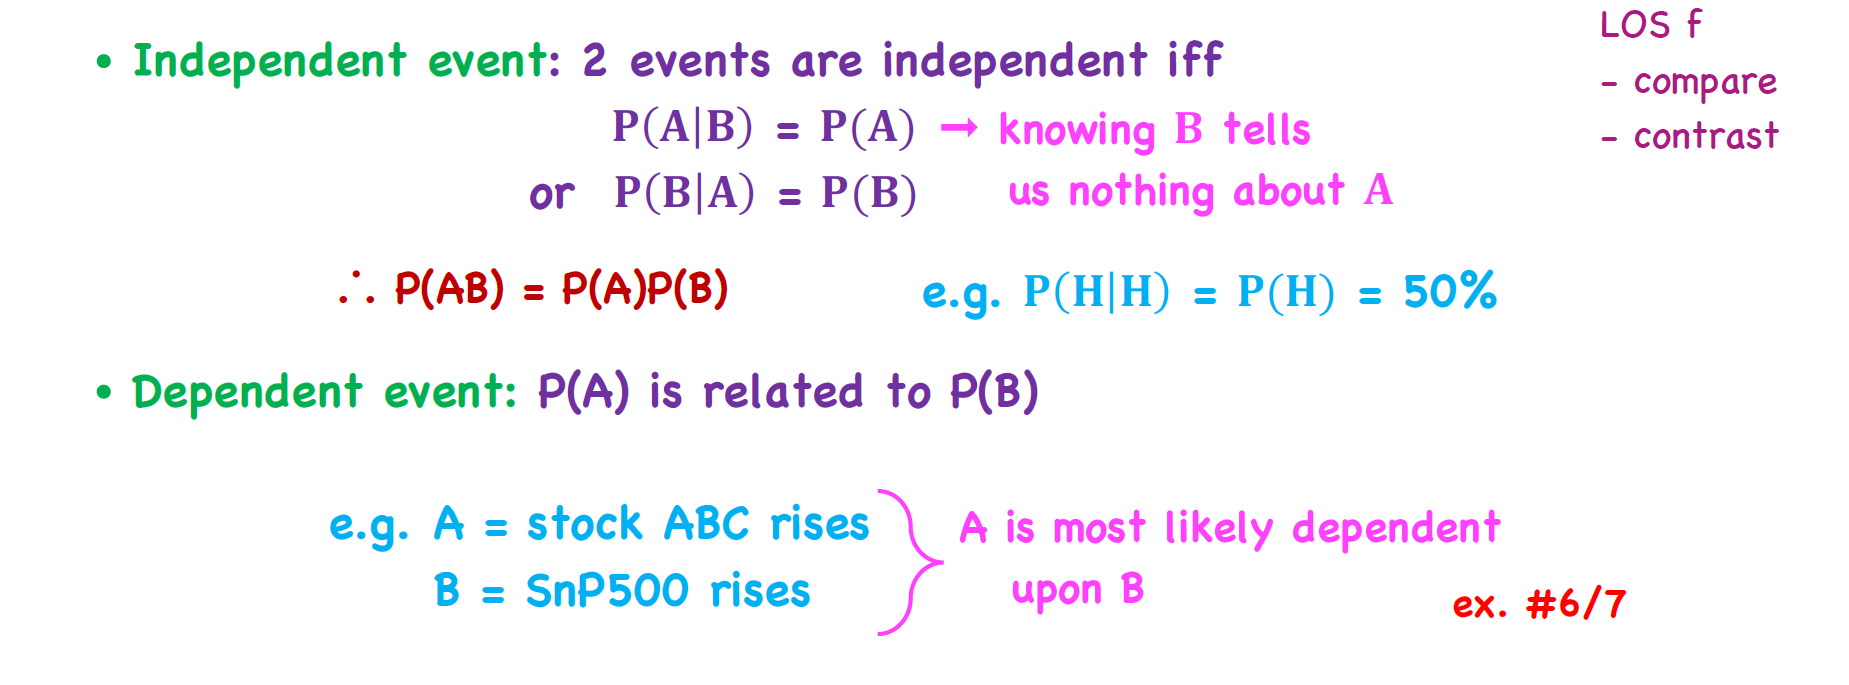 LOS f
- compare
- contrast
• Independent event: 2 events are independent iff
P(A|B) = P(A) → knowing B tells
or P(B|A) = P(B) us nothing about A
∴ P(AB) = P(A)P(B) e.g. P(H|H) = P(H) = 50%
• Dependent event: P(A) is related to P(B)
e.g. A = stock ABC rises
B = SnP500 rises
A is most likely dependent
upon B
ex. #6/7